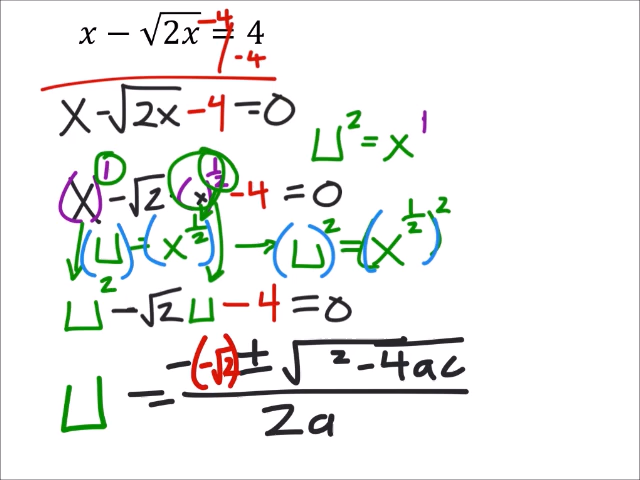 x − √2x = 4
−4 −4
x − √2x − 4 = 0
u² = x¹
(x)¹ − √2 · (x)^½ − 4 = 0
(u) = (x^½) → (u)² = (x^½)²
u² − √2 u − 4 = 0
u = −(−√2) ± √ ² − 4ac
2a